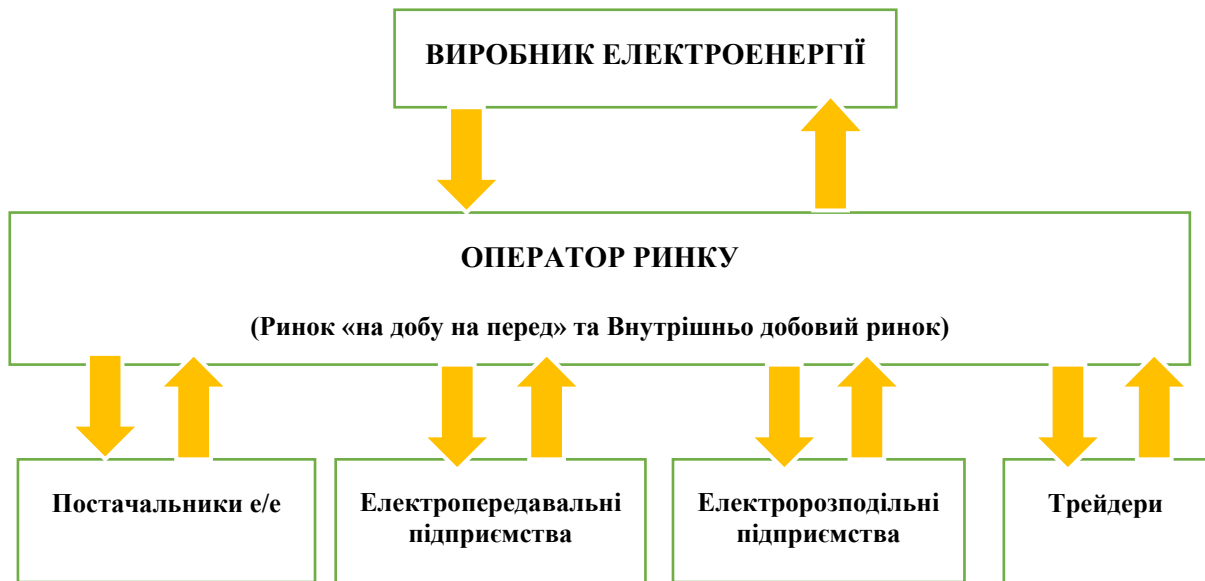 ВИРОБНИК ЕЛЕКТРОЕНЕРГІЇ
ОПЕРАТОР РИНКУ
(Ринок «на добу на перед» та Внутрішньо добовий ринок)
Постачальники е/е
Електропередавальні
підприємства
Електророзподільні
підприємства
Трейдери